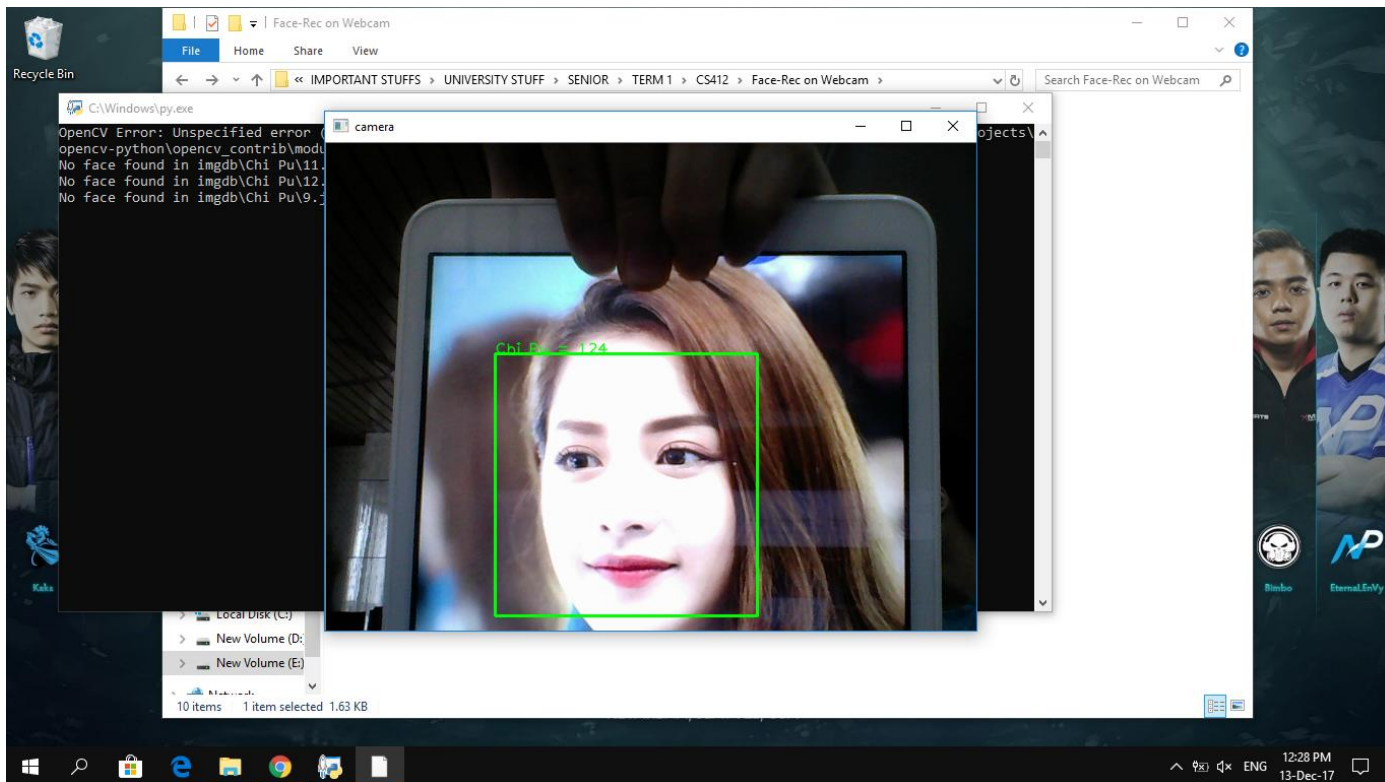 Recycle Bin
Face-Rec on Webcam
File Home Share View
« IMPORTANT STUFFS > UNIVERSITY STUFF > SENIOR > TERM 1 > CS412 > Face-Rec on Webcam >
Search Face-Rec on Webcam
C:\Windows\py.exe
OpenCV Error: Unspecified error (
ojects\
opencv-python\opencv_contrib\modu
No face found in imgdb\Chi Pu\11.
No face found in imgdb\Chi Pu\12.
No face found in imgdb\Chi Pu\9.j
camera
Chi Pu = 124
Local Disk (C:)
New Volume (D:
New Volume (E:)
Network
10 items 1 item selected 1.63 KB
Kaka
Bimbo
EternalEnVy
ENG
12:28 PM
13-Dec-17